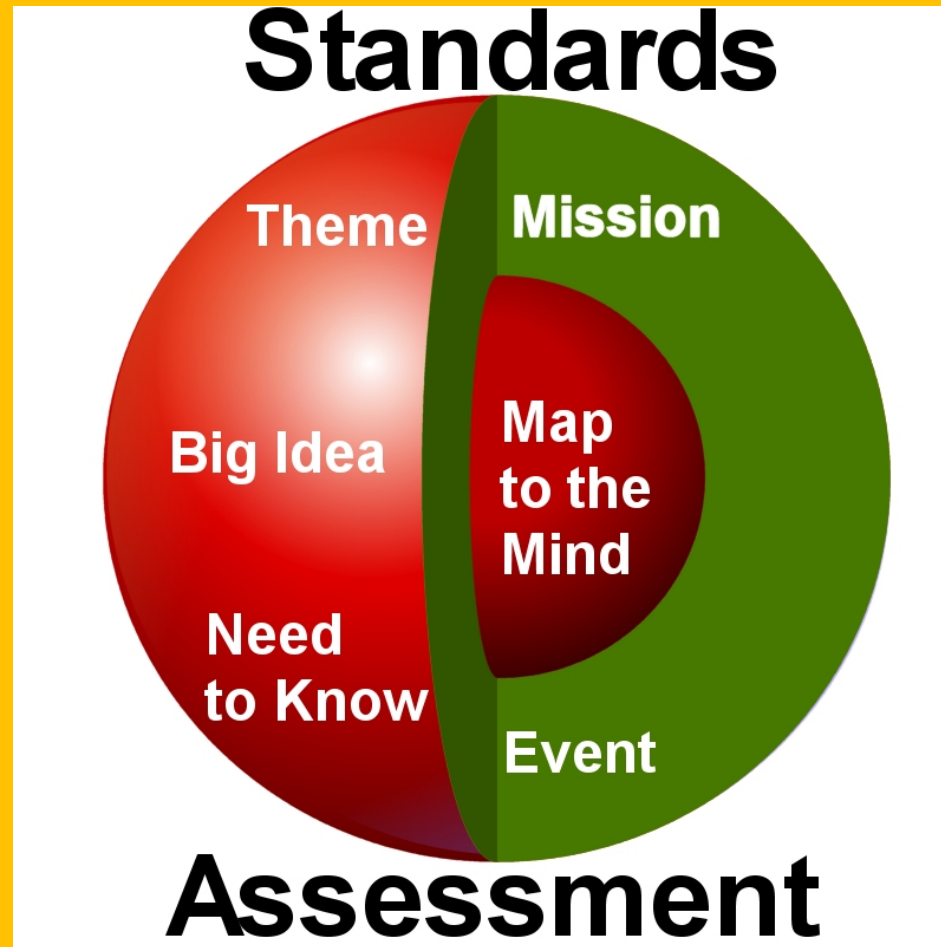 Standards
Theme
Mission
Big Idea
Map
to the
Mind
Need
to Know
Event
Assessment